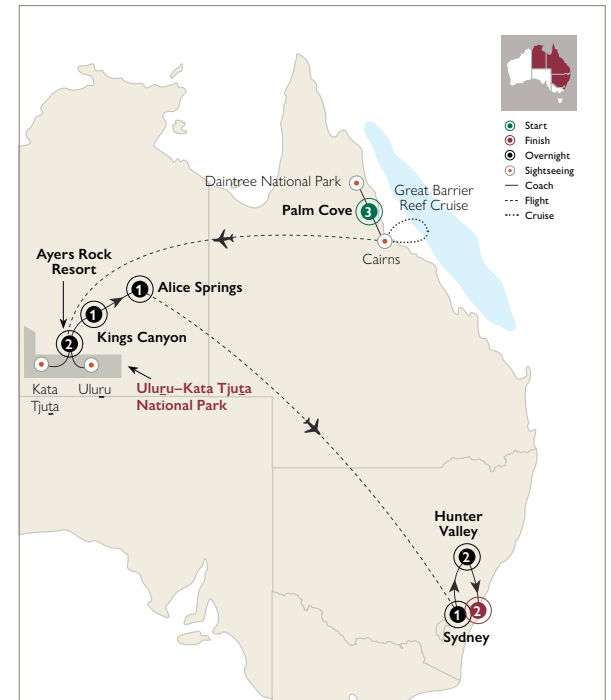 Start
Finish
Overnight
Sightseeing
Coach
Flight
Cruise
Daintree National Park
Great Barrier
Reef Cruise
Palm Cove
3
Cairns
Ayers Rock
Resort
1
Alice Springs
1
Kings Canyon
2
Kata
Tjuṯa
Uluṟu
Uluṟu–Kata Tjuṯa
National Park
Hunter
Valley
2
1
2
Sydney